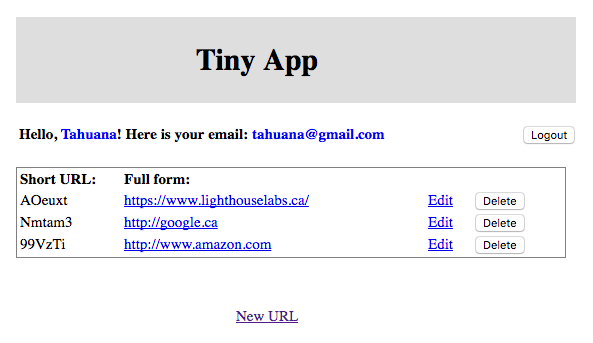 Tiny App
Hello, Tahuana! Here is your email: tahuana@gmail.com Logout
Short URL: Full form:
AOeuxt https://www.lighthouselabs.ca/ Edit Delete
Nmtam3 http://google.ca Edit Delete
99VzTi http://www.amazon.com Edit Delete
New URL